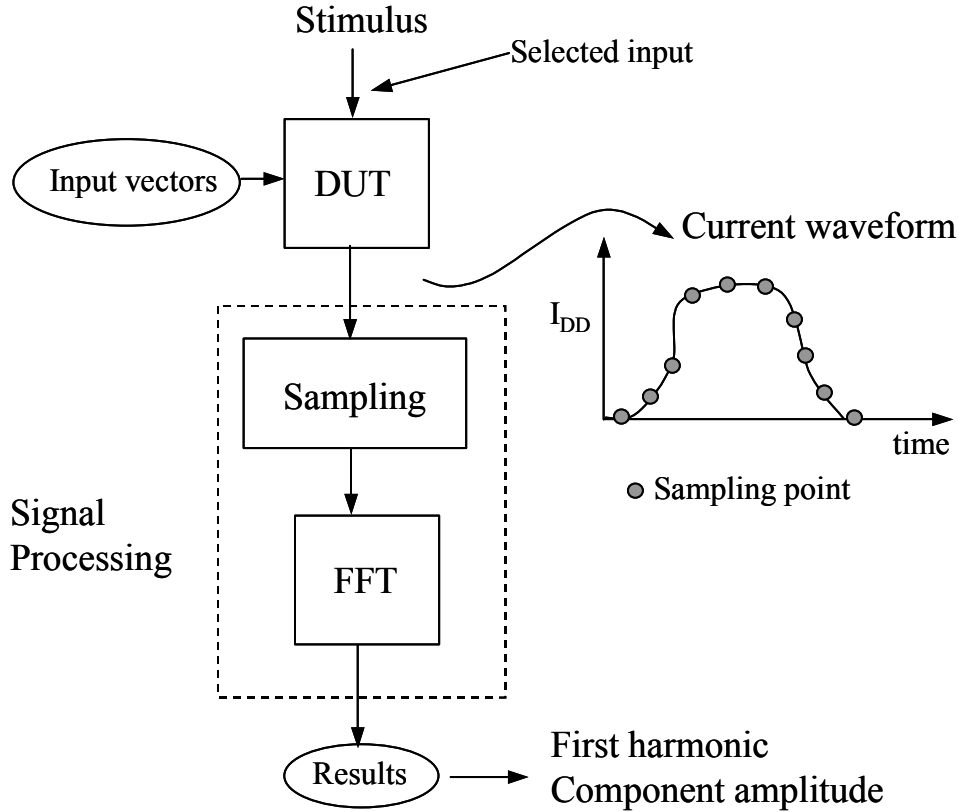 Stimulus
Selected input
Input vectors
DUT
Current waveform
I_DD
Sampling
time
Sampling point
Signal
Processing
FFT
Results
First harmonic
Component amplitude